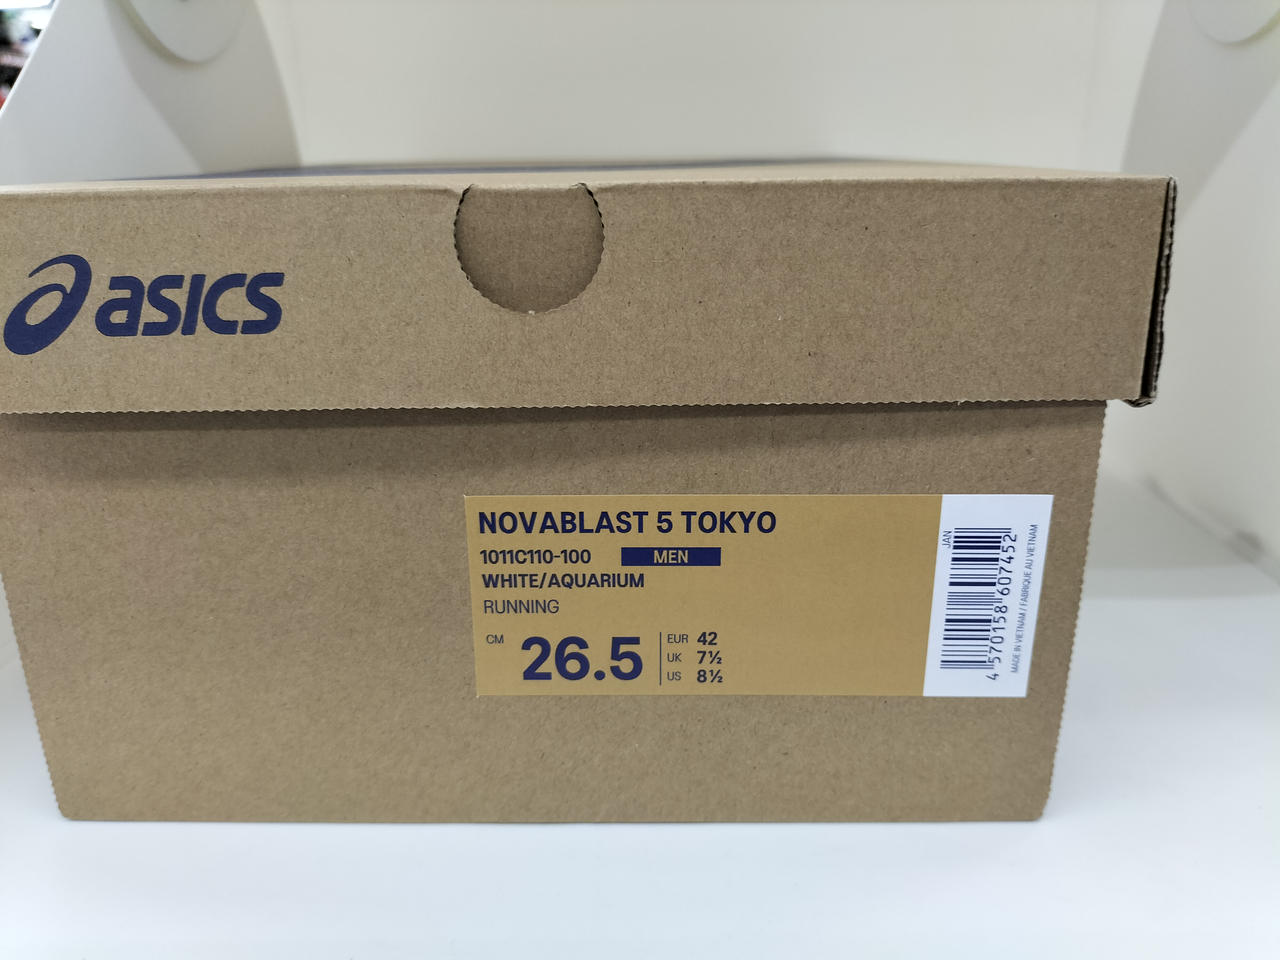 asics
NOVABLAST 5 TOKYO
1011C110-100 MEN
WHITE/AQUARIUM
RUNNING
CM 26.5
EUR 42
UK 7½
US 8½
JAN
4 570158 607452
MADE IN VIETNAM / FABRIQUE AU VIETNAM